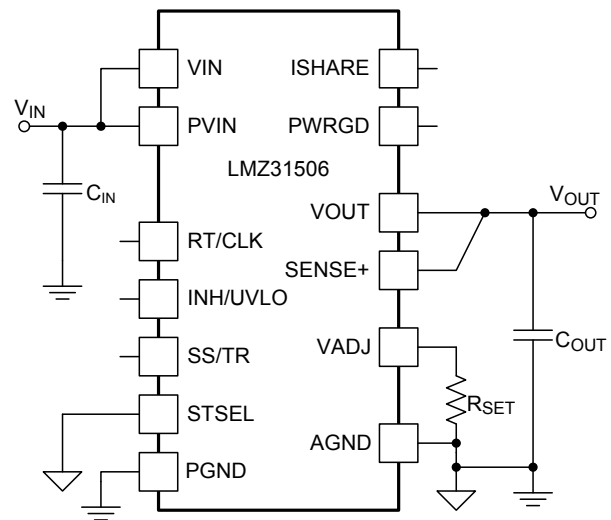 VIN
ISHARE
VIN
PVIN
PWRGD
LMZ31506
CIN
VOUT
VOUT
RT/CLK
SENSE+
INH/UVLO
VADJ
COUT
SS/TR
RSET
STSEL
AGND
PGND